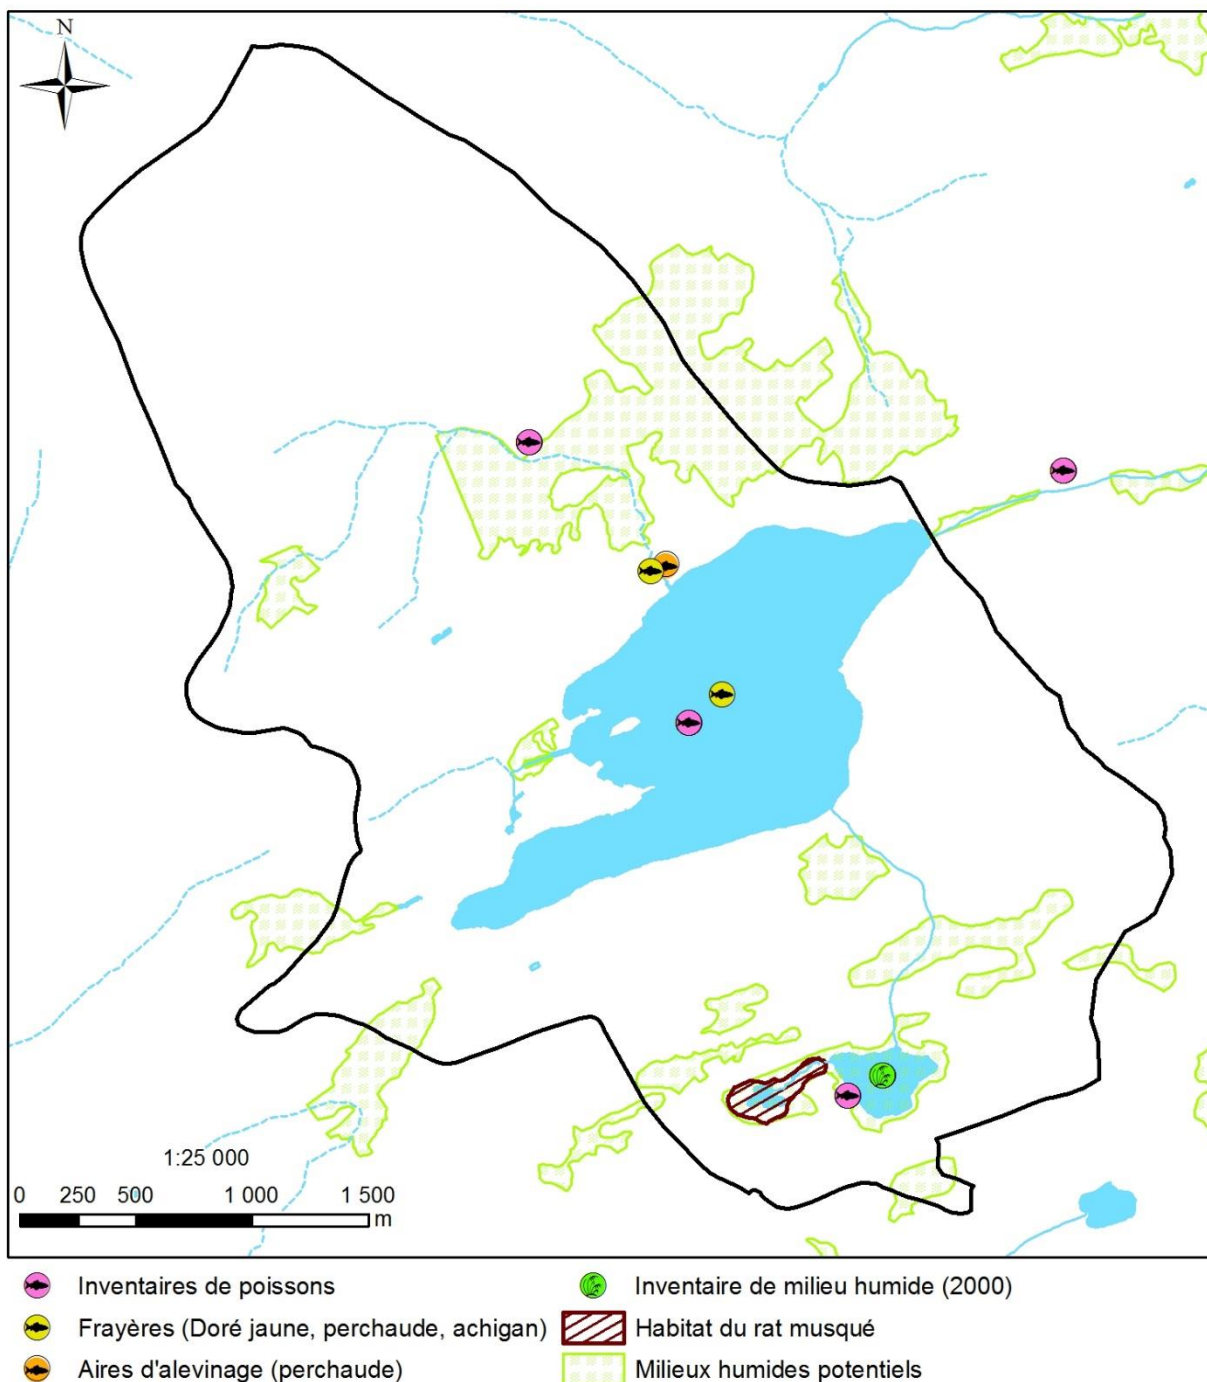 N
1:25 000
0 250 500 1 000 1 500
m
Inventaires de poissons
Frayères (Doré jaune, perchaude, achigan)
Aires d'alevinage (perchaude)
Inventaire de milieu humide (2000)
Habitat du rat musqué
Milieux humides potentiels